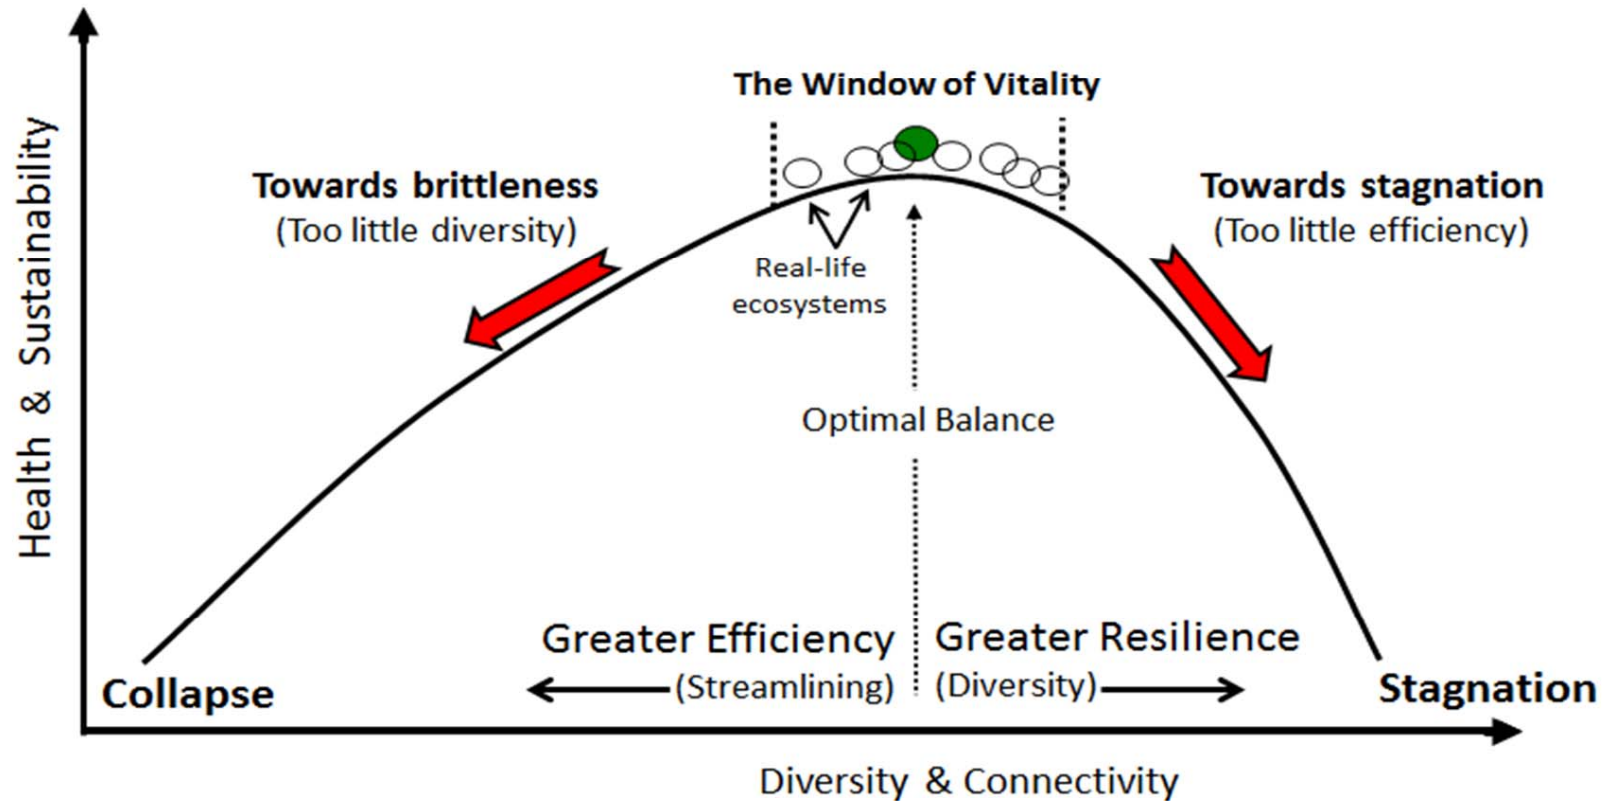 The Window of Vitality
Towards brittleness
(Too little diversity)
Towards stagnation
(Too little efficiency)
Real-life
ecosystems
Health & Sustainability
Optimal Balance
Greater Efficiency
(Streamlining)
Greater Resilience
(Diversity)
Collapse
Stagnation
Diversity & Connectivity